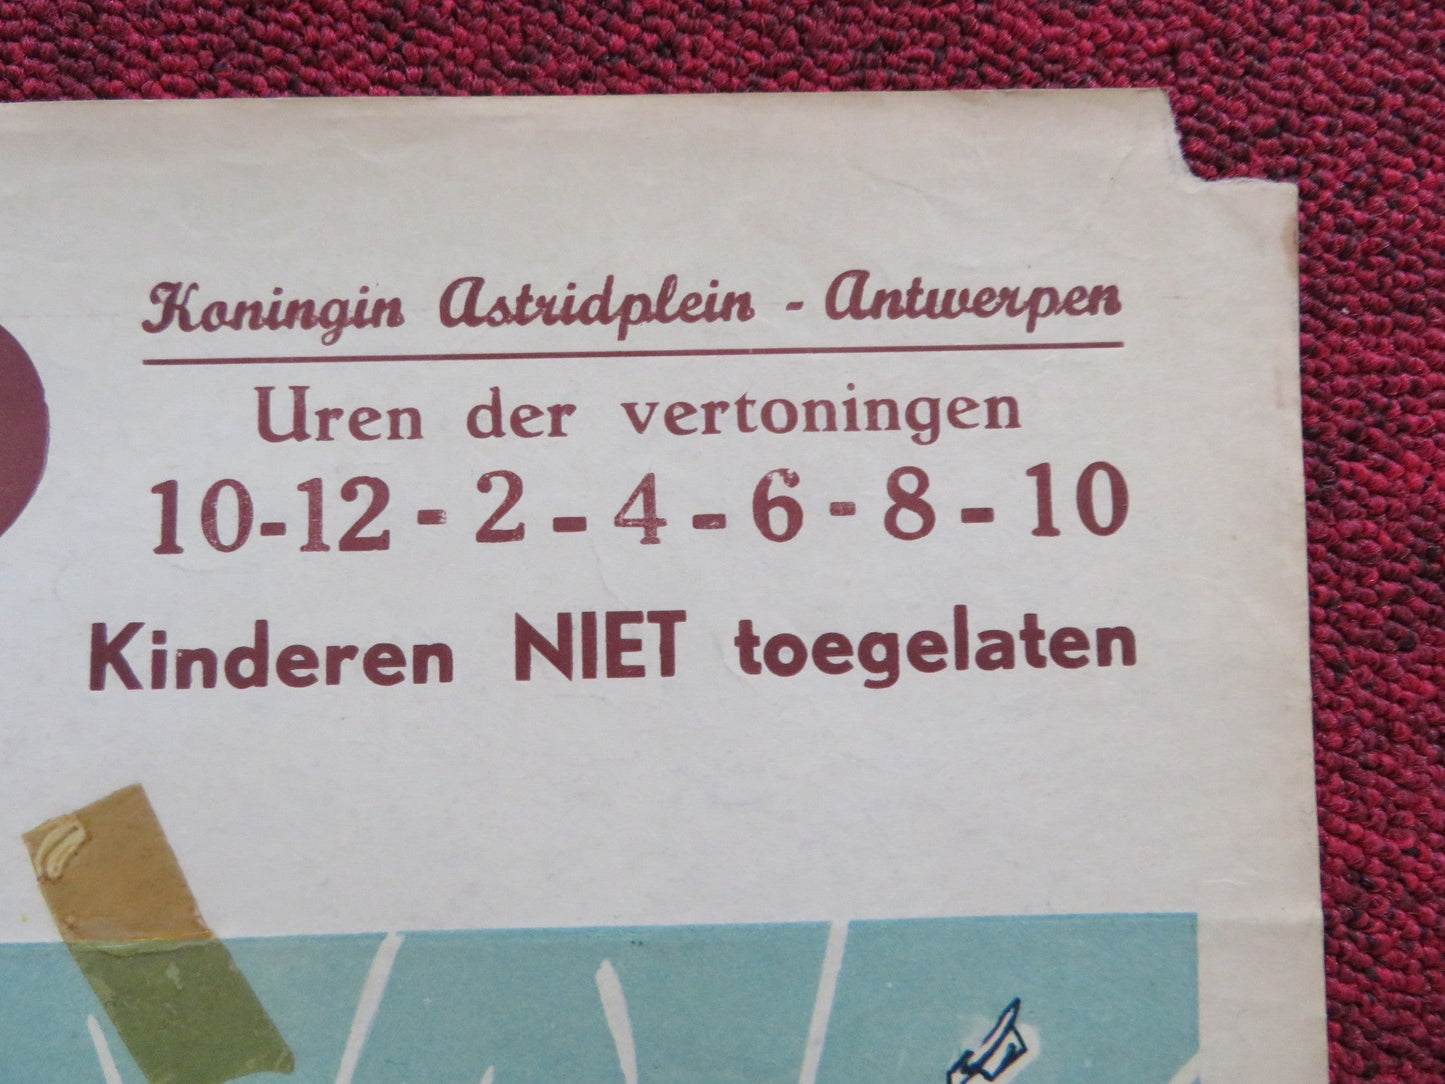 Koningin Astridplein - Antwerpen
Uren der vertoningen
10-12 - 2 - 4 - 6 - 8 - 10
Kinderen NIET toegelaten